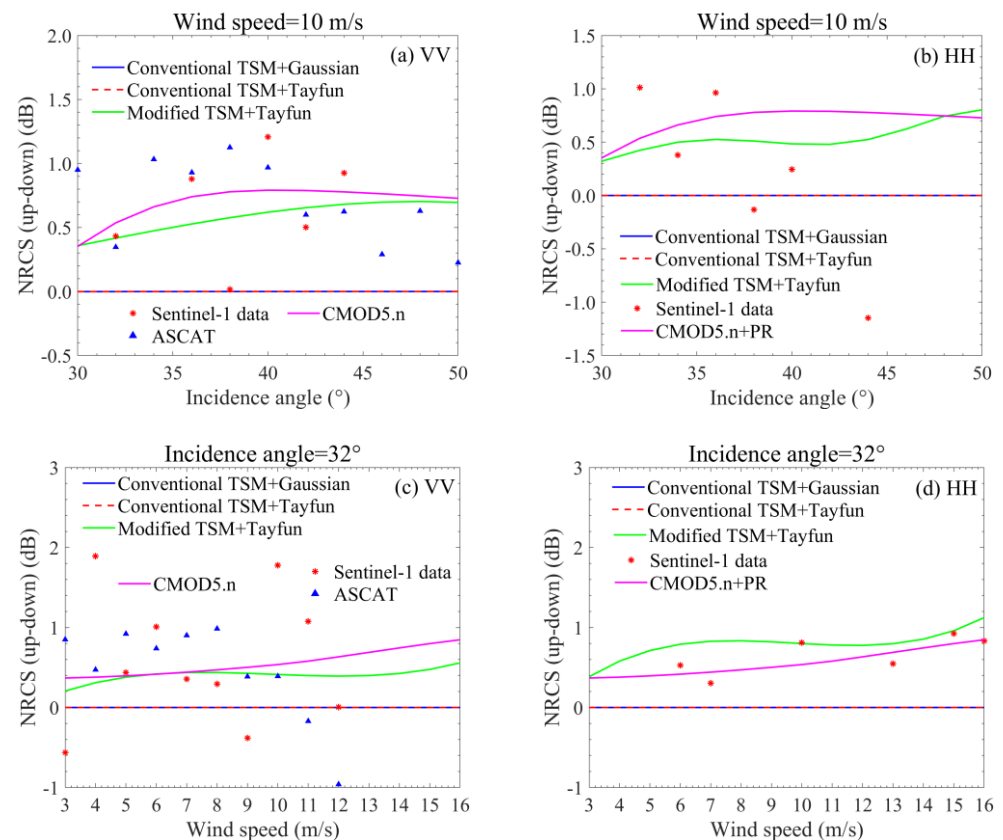 Wind speed=10 m/s
NRCS (up-down) (dB)
2.0
1.5
1.0
0.5
0.0
-0.5
(a) VV
Conventional TSM+Gaussian
Conventional TSM+Tayfun
Modified TSM+Tayfun
Sentinel-1 data
CMOD5.n
ASCAT
30 35 40 45 50
Incidence angle (°)
Wind speed=10 m/s
NRCS (up-down) (dB)
1.5
1.0
0.5
0.0
-0.5
-1.0
-1.5
(b) HH
Conventional TSM+Gaussian
Conventional TSM+Tayfun
Modified TSM+Tayfun
Sentinel-1 data
CMOD5.n+PR
30 35 40 45 50
Incidence angle (°)
Incidence angle=32°
NRCS (up-down) (dB)
3
2
1
0
-1
Conventional TSM+Gaussian
(c) VV
Conventional TSM+Tayfun
Modified TSM+Tayfun
Sentinel-1 data
CMOD5.n
ASCAT
3 4 5 6 7 8 9 10 11 12 13 14 15 16
Wind speed (m/s)
Incidence angle=32°
NRCS (up-down) (dB)
3
2
1
0
-1
Conventional TSM+Gaussian
(d) HH
Conventional TSM+Tayfun
Modified TSM+Tayfun
Sentinel-1 data
CMOD5.n+PR
3 4 5 6 7 8 9 10 11 12 13 14 15 16
Wind speed (m/s)